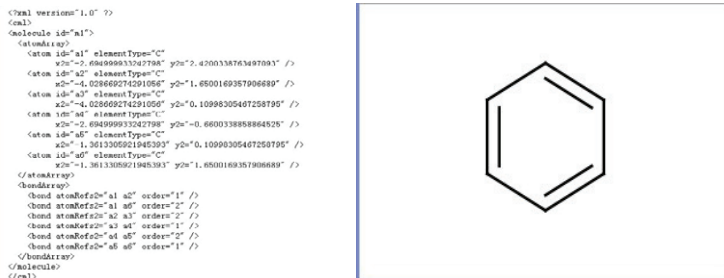 <?xml version="1.0" ?>
<cml>
<molecule id="m1">
<atomArray>
<atom id="a1" elementType="C"
x2="-2.694999933242798" y2="2.4200338763497093" />
<atom id="a2" elementType="C"
x2="-4.028669274291056" y2="1.6500169357906689" />
<atom id="a3" elementType="C"
x2="-4.028669274291056" y2="0.10998305467258795" />
<atom id="a4" elementType="C"
x2="-2.694999933242798" y2="-0.6600338858864525" />
<atom id="a5" elementType="C"
x2="-1.3613305921945393" y2="0.10998305467258795" />
<atom id="a6" elementType="C"
x2="-1.3613305921945393" y2="1.6500169357906689" />
</atomArray>
<bondArray>
<bond atomRefs2="a1 a2" order="1" />
<bond atomRefs2="a1 a6" order="2" />
<bond atomRefs2="a2 a3" order="2" />
<bond atomRefs2="a3 a4" order="1" />
<bond atomRefs2="a4 a5" order="2" />
<bond atomRefs2="a5 a6" order="1" />
</bondArray>
</molecule>
</cml>